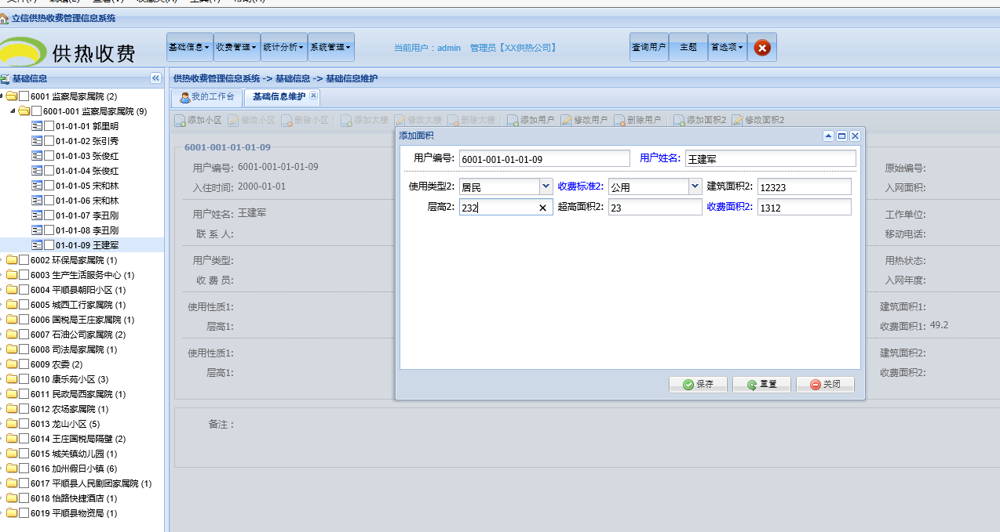 文件(F) 编辑(E) 查看(V) 收藏夹(A) 工具(T) 帮助(H)
立信供热收费管理信息系统
供热收费
基础信息 收费管理 统计分析 系统管理 当前用户：admin 管理员【XX供热公司】 查询用户 主题 首选项
基础信息
供热收费管理信息系统 -> 基础信息 -> 基础信息维护
我的工作台 基础信息维护
添加小区 修改小区 删除小区 添加大楼 修改大楼 删除大楼 添加用户 修改用户 删除用户 添加面积2 修改面积2
6001 监察局家属院 (2)
6001-001 监察局家属院 (9)
01-01-01 郭里明
01-01-02 张引秀
01-01-03 张俊红
01-01-04 张俊红
01-01-05 宋和林
01-01-06 宋和林
01-01-07 李丑刚
01-01-08 李丑刚
01-01-09 王建军
6002 环保局家属院 (1)
6003 生产生活服务中心 (1)
6004 平顺县朝阳小区 (1)
6005 城西工行家属院 (1)
6006 国税局王庄家属院 (1)
6007 石油公司家属院 (2)
6008 司法局家属院 (1)
6009 农委 (2)
6010 康乐苑小区 (3)
6011 民政局西家属院 (1)
6012 农场家属院 (1)
6013 龙山小区 (5)
6014 王庄国税局隔壁 (2)
6015 城关镇幼儿园 (1)
6016 加州假日小镇 (6)
6017 平顺县人民剧团家属院 (1)
6018 怡路快捷酒店 (1)
6019 平顺县物资局 (1)
6001-001-01-01-09
用户编号: 6001-001-01-01-09
入住时间: 2000-01-01
用户姓名: 王建军
联 系 人:
用户类型:
收 费 员:
使用性质1:
层高1:
使用性质1:
层高1:
备注：
添加面积
用户编号: 6001-001-01-01-09 用户姓名: 王建军
使用类型2: 居民 收费标准2: 公用 建筑面积2: 12323
层高2: 232 超高面积2: 23 收费面积2: 1312
保存 重置 关闭
原始编号:
入网面积:
工作单位:
移动电话:
用热状态:
入网年度:
建筑面积1:
收费面积1: 49.2
建筑面积2:
收费面积2: